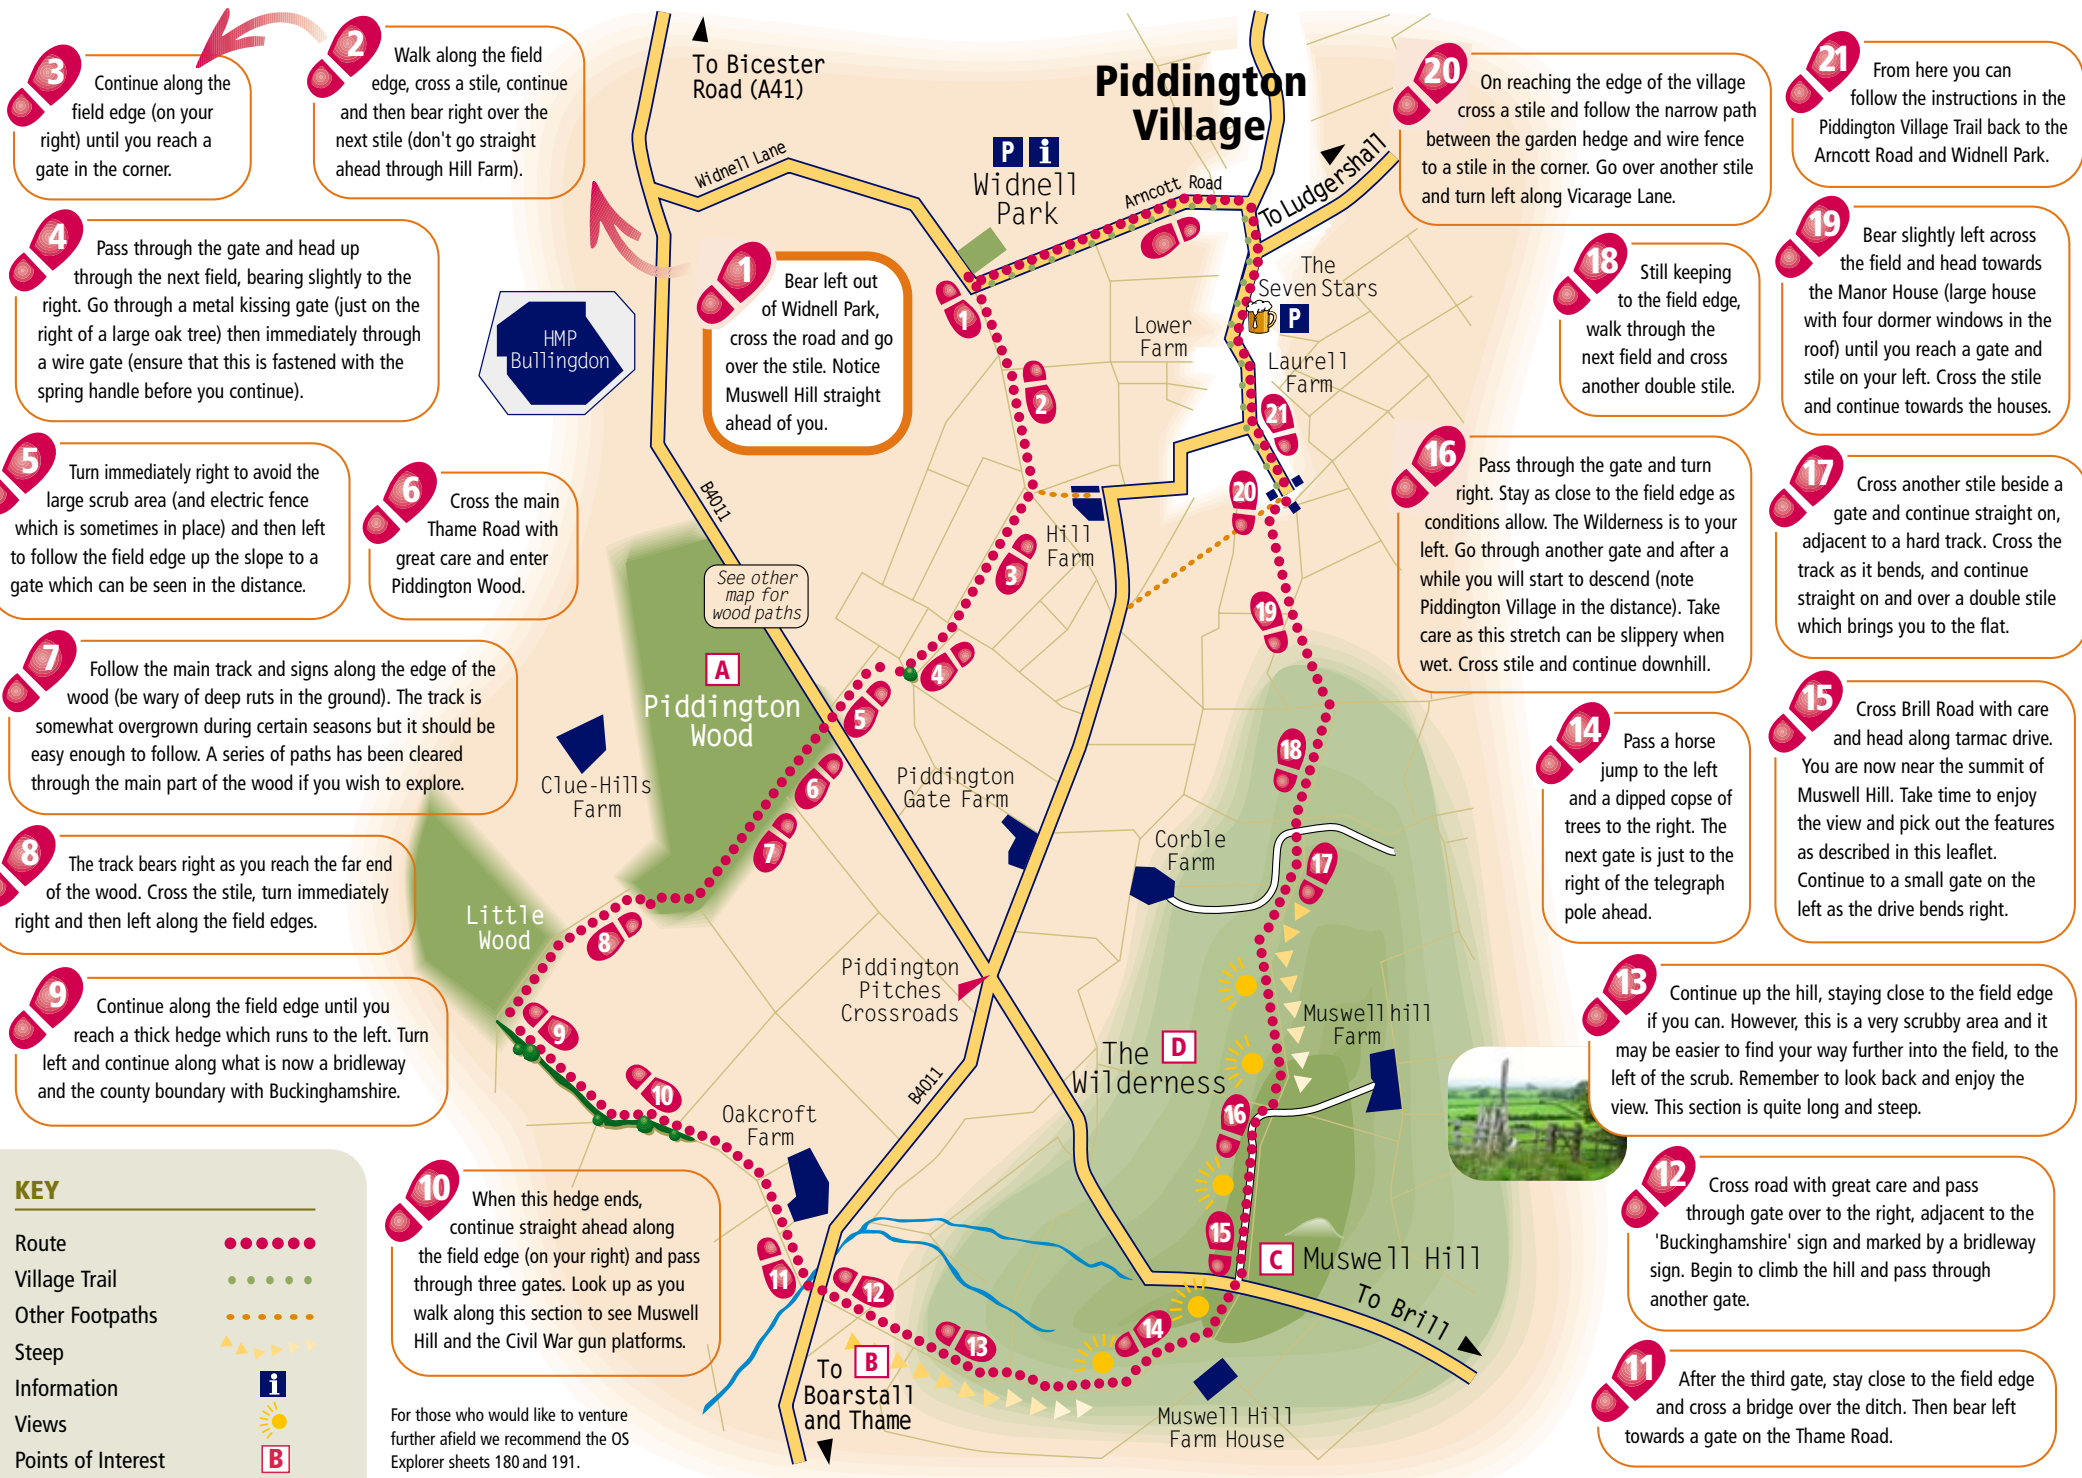 3
Continue along the
field edge (on your
right) until you reach a
gate in the corner.
2
Walk along the field
edge, cross a stile, continue
and then bear right over the
next stile (don't go straight
ahead through Hill Farm).
4
Pass through the gate and head up
through the next field, bearing slightly to the
right. Go through a metal kissing gate (just on the
right of a large oak tree) then immediately through
a wire gate (ensure that this is fastened with the
spring handle before you continue).
1
Bear left out
of Widnell Park,
cross the road and go
over the stile. Notice
Muswell Hill straight
ahead of you.
5
Turn immediately right to avoid the
large scrub area (and electric fence
which is sometimes in place) and then left
to follow the field edge up the slope to a
gate which can be seen in the distance.
6
Cross the main
Thame Road with
great care and enter
Piddington Wood.
7
Follow the main track and signs along the edge of the
wood (be wary of deep ruts in the ground). The track is
somewhat overgrown during certain seasons but it should be
easy enough to follow. A series of paths has been cleared
through the main part of the wood if you wish to explore.
8
The track bears right as you reach the far end
of the wood. Cross the stile, turn immediately
right and then left along the field edges.
9
Continue along the field edge until you
reach a thick hedge which runs to the left. Turn
left and continue along what is now a bridleway
and the county boundary with Buckinghamshire.
10
When this hedge ends,
continue straight ahead along
the field edge (on your right) and pass
through three gates. Look up as you
walk along this section to see Muswell
Hill and the Civil War gun platforms.
KEY
Route
Village Trail
Other Footpaths
Steep
Information
i
Views
Points of Interest
B
For those who would like to venture
further afield we recommend the OS
Explorer sheets 180 and 191.
To Bicester
Road (A41)
Piddington
Village
Widnell Lane
P i
Widnell
Park
Arncott Road
To Ludgershall
The
Seven Stars
P
HMP
Bullingdon
Lower
Farm
Laurell
Farm
1
2
21
20
B4011
Hill
Farm
3
See other
map for
wood paths
19
A
Piddington
Wood
4
5
18
Clue-Hills
Farm
6
Piddington
Gate Farm
7
Corble
Farm
17
Little
Wood
8
Piddington
Pitches
Crossroads
9
Muswellhill
Farm
The
Wilderness
D
10
B4011
16
Oakcroft
Farm
15
C
Muswell Hill
11
12
To Brill
13
14
To
Boarstall
and Thame
B
Muswell Hill
Farm House
20
On reaching the edge of the village
cross a stile and follow the narrow path
between the garden hedge and wire fence
to a stile in the corner. Go over another stile
and turn left along Vicarage Lane.
21
From here you can
follow the instructions in the
Piddington Village Trail back to the
Arncott Road and Widnell Park.
18
Still keeping
to the field edge,
walk through the
next field and cross
another double stile.
19
Bear slightly left across
the field and head towards
the Manor House (large house
with four dormer windows in the
roof) until you reach a gate and
stile on your left. Cross the stile
and continue towards the houses.
16
Pass through the gate and turn
right. Stay as close to the field edge as
conditions allow. The Wilderness is to your
left. Go through another gate and after a
while you will start to descend (note
Piddington Village in the distance). Take
care as this stretch can be slippery when
wet. Cross stile and continue downhill.
17
Cross another stile beside a
gate and continue straight on,
adjacent to a hard track. Cross the
track as it bends, and continue
straight on and over a double stile
which brings you to the flat.
14
Pass a horse
jump to the left
and a dipped copse of
trees to the right. The
next gate is just to the
right of the telegraph
pole ahead.
15
Cross Brill Road with care
and head along tarmac drive.
You are now near the summit of
Muswell Hill. Take time to enjoy
the view and pick out the features
as described in this leaflet.
Continue to a small gate on the
left as the drive bends right.
13
Continue up the hill, staying close to the field edge
if you can. However, this is a very scrubby area and it
may be easier to find your way further into the field, to the
left of the scrub. Remember to look back and enjoy the
view. This section is quite long and steep.
12
Cross road with great care and pass
through gate over to the right, adjacent to the
'Buckinghamshire' sign and marked by a bridleway
sign. Begin to climb the hill and pass through
another gate.
11
After the third gate, stay close to the field edge
and cross a bridge over the ditch. Then bear left
towards a gate on the Thame Road.